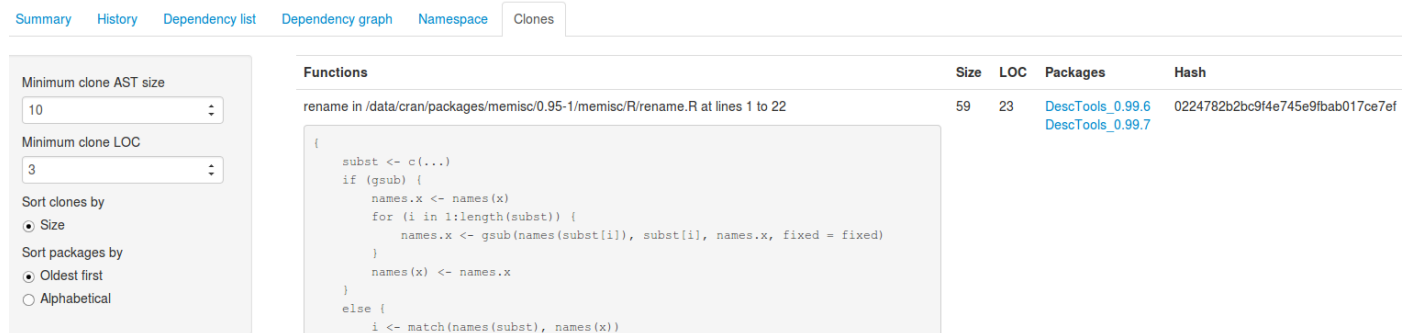 Summary History Dependency list Dependency graph Namespace Clones
Minimum clone AST size
10
Minimum clone LOC
3
Sort clones by
Size
Sort packages by
Oldest first
Alphabetical
Functions Size LOC Packages Hash
rename in /data/cran/packages/memisc/0.95-1/memisc/R/rename.R at lines 1 to 22 59 23 DescTools_0.99.6 0224782b2bc9f4e745e9fbab017ce7ef
DescTools_0.99.7
{
    subst <- c(...)
    if (gsub) {
        names.x <- names(x)
        for (i in 1:length(subst)) {
            names.x <- gsub(names(subst[i]), subst[i], names.x, fixed = fixed)
        }
        names(x) <- names.x
    }
    else {
        i <- match(names(subst), names(x))